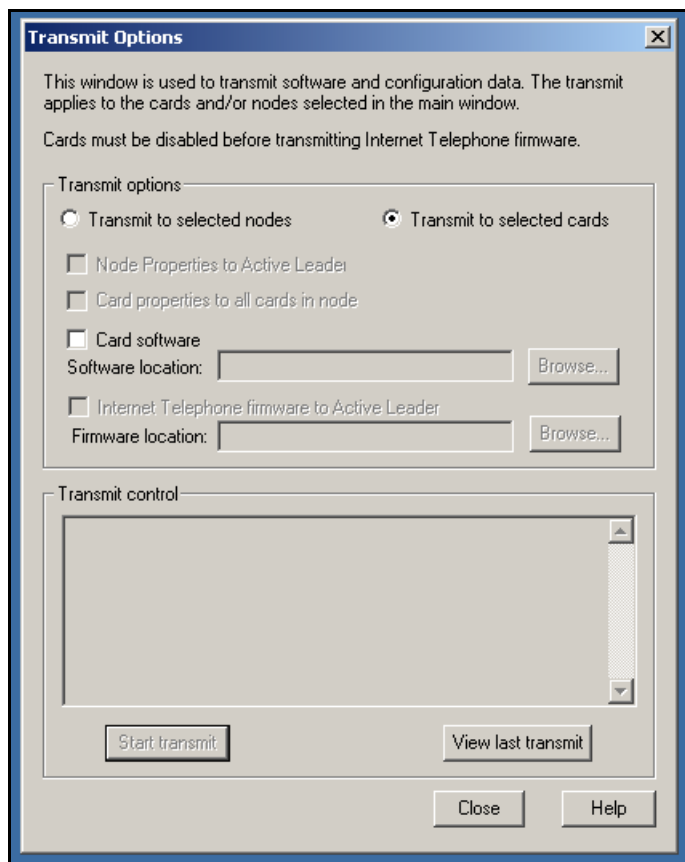 Transmit Options
This window is used to transmit software and configuration data. The transmit
applies to the cards and/or nodes selected in the main window.
Cards must be disabled before transmitting Internet Telephone firmware.
Transmit options
Transmit to selected nodes Transmit to selected cards
Node Properties to Active Leader
Card properties to all cards in node
Card software
Software location: Browse...
Internet Telephone firmware to Active Leader
Firmware location: Browse...
Transmit control
Start transmit View last transmit
Close Help